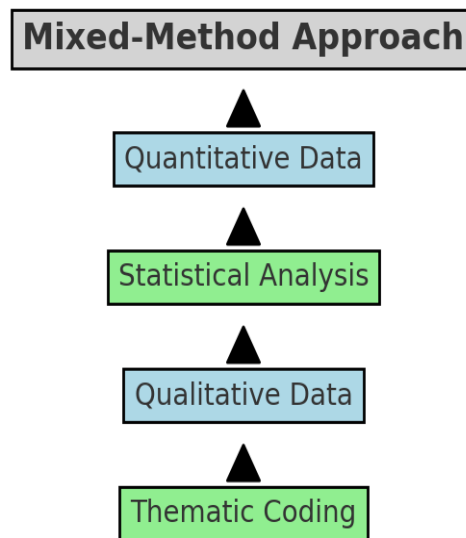 Mixed-Method Approach
Quantitative Data
Statistical Analysis
Qualitative Data
Thematic Coding